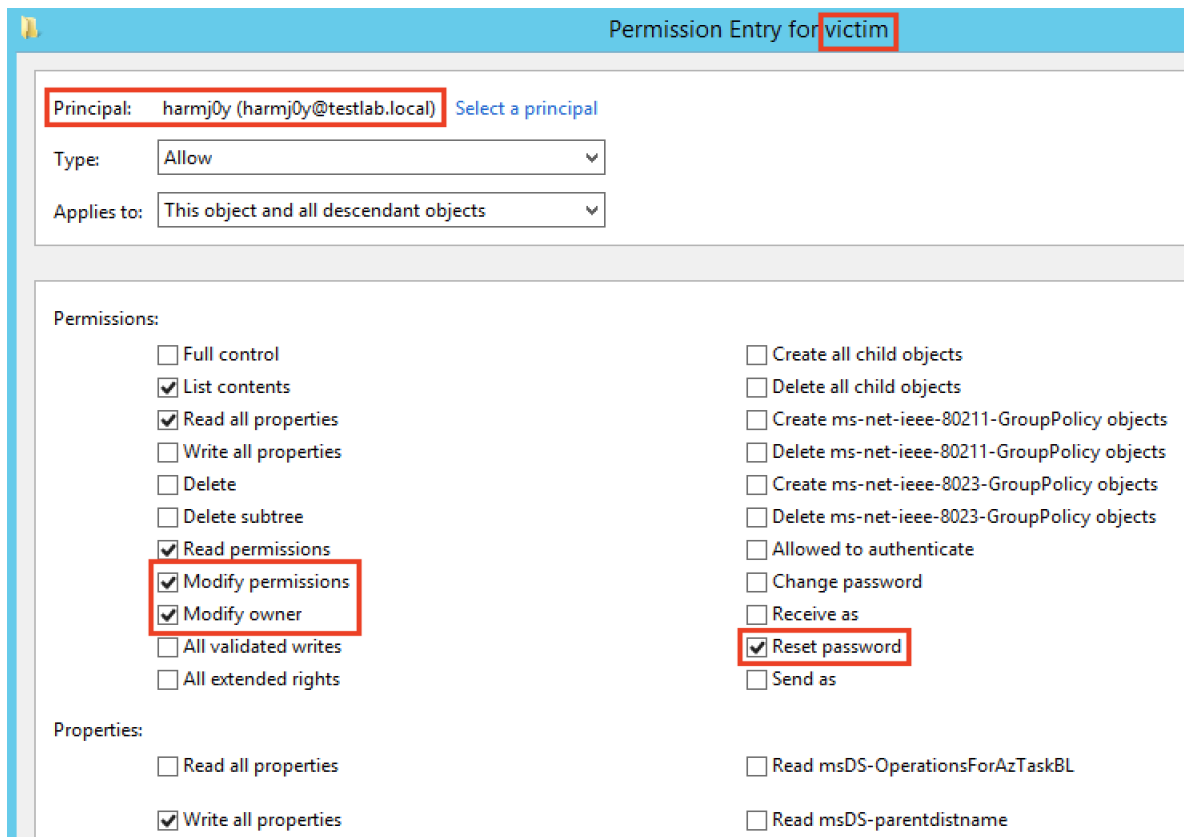 Permission Entry for victim
Principal: harmj0y (harmj0y@testlab.local) Select a principal
Type: Allow
Applies to: This object and all descendant objects
Permissions:
Full control
List contents
Read all properties
Write all properties
Delete
Delete subtree
Read permissions
Modify permissions
Modify owner
All validated writes
All extended rights
Create all child objects
Delete all child objects
Create ms-net-ieee-80211-GroupPolicy objects
Delete ms-net-ieee-80211-GroupPolicy objects
Create ms-net-ieee-8023-GroupPolicy objects
Delete ms-net-ieee-8023-GroupPolicy objects
Allowed to authenticate
Change password
Receive as
Reset password
Send as
Properties:
Read all properties
Write all properties
Read msDS-OperationsForAzTaskBL
Read msDS-parentdistname